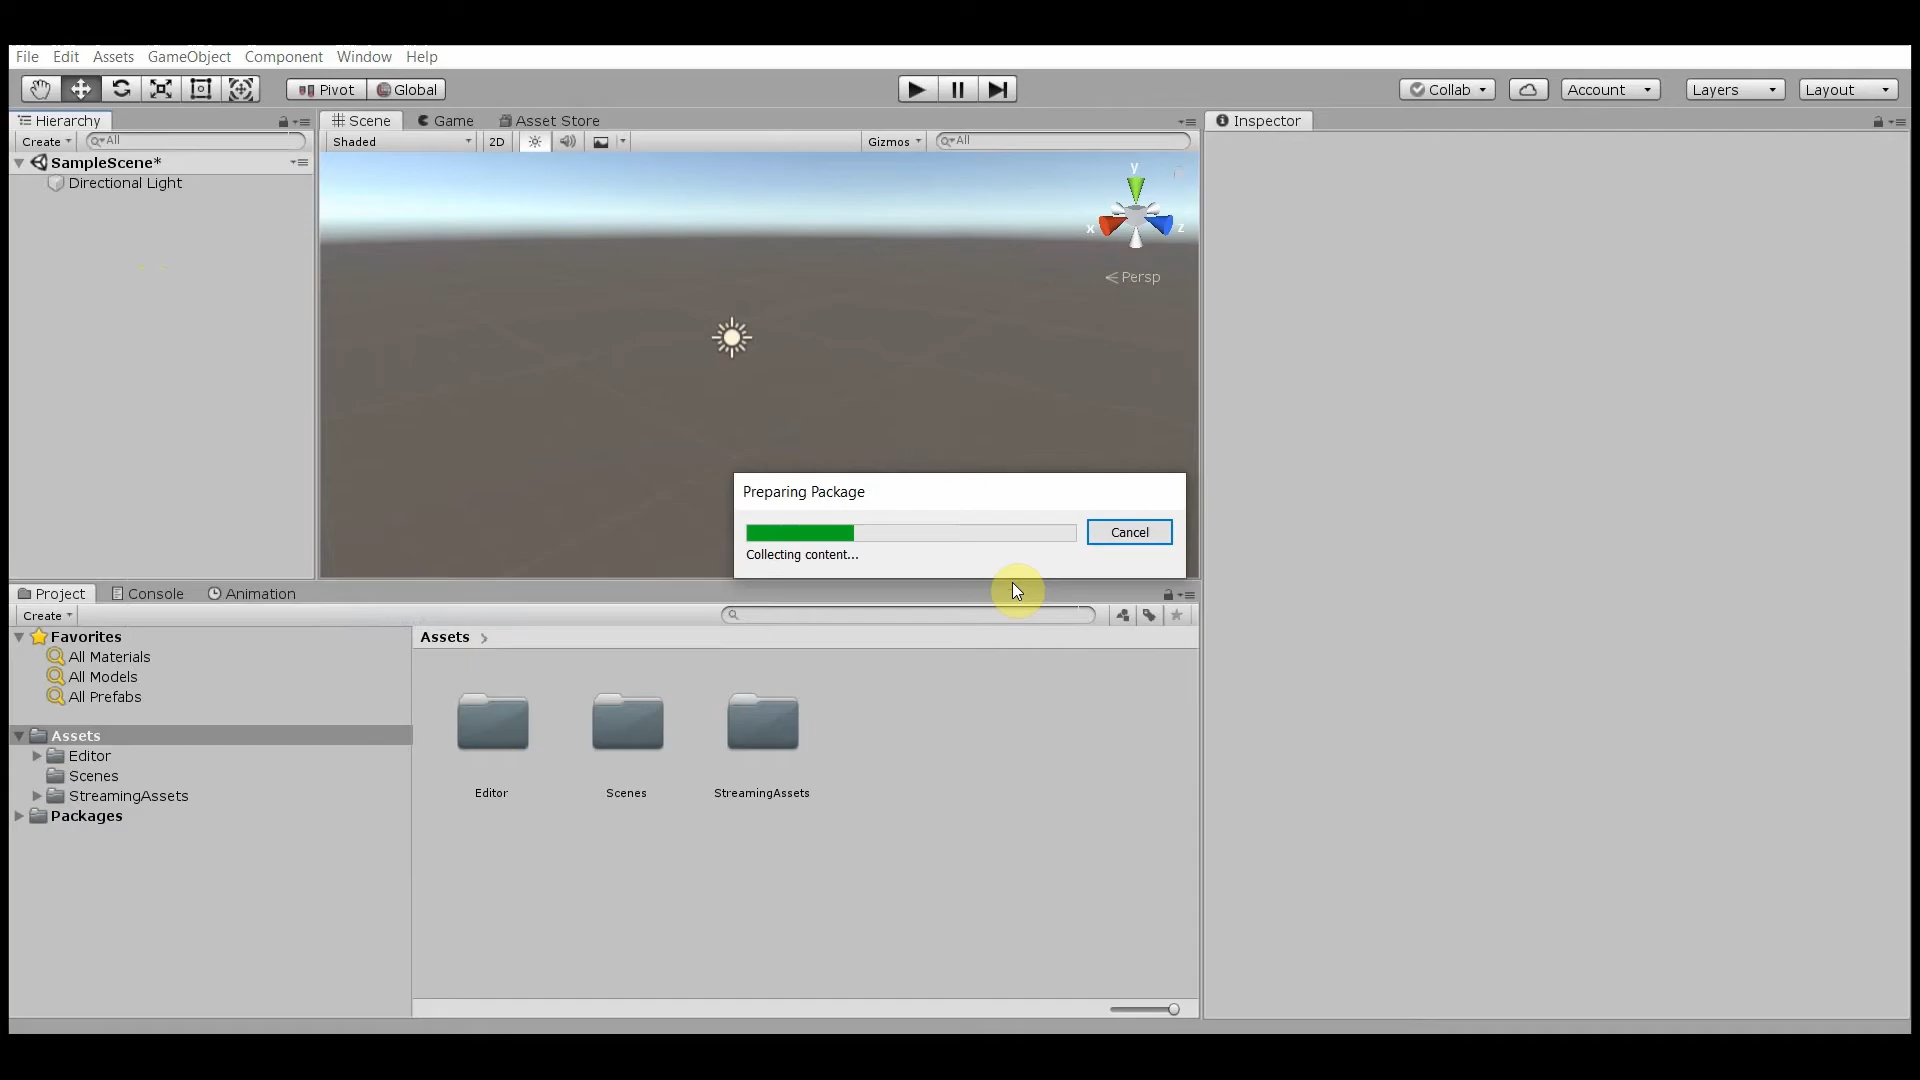 File Edit Assets GameObject Component Window Help
Pivot Global Collab Account Layers Layout
Hierarchy
Create All
SampleScene*
Directional Light
Scene Game Asset Store
Shaded 2D Gizmos All
y
x z
Persp
Inspector
Preparing Package
Cancel
Collecting content...
Project Console Animation
Create
Favorites
All Materials
All Models
All Prefabs
Assets
Editor
Scenes
StreamingAssets
Packages
Assets
Editor Scenes StreamingAssets